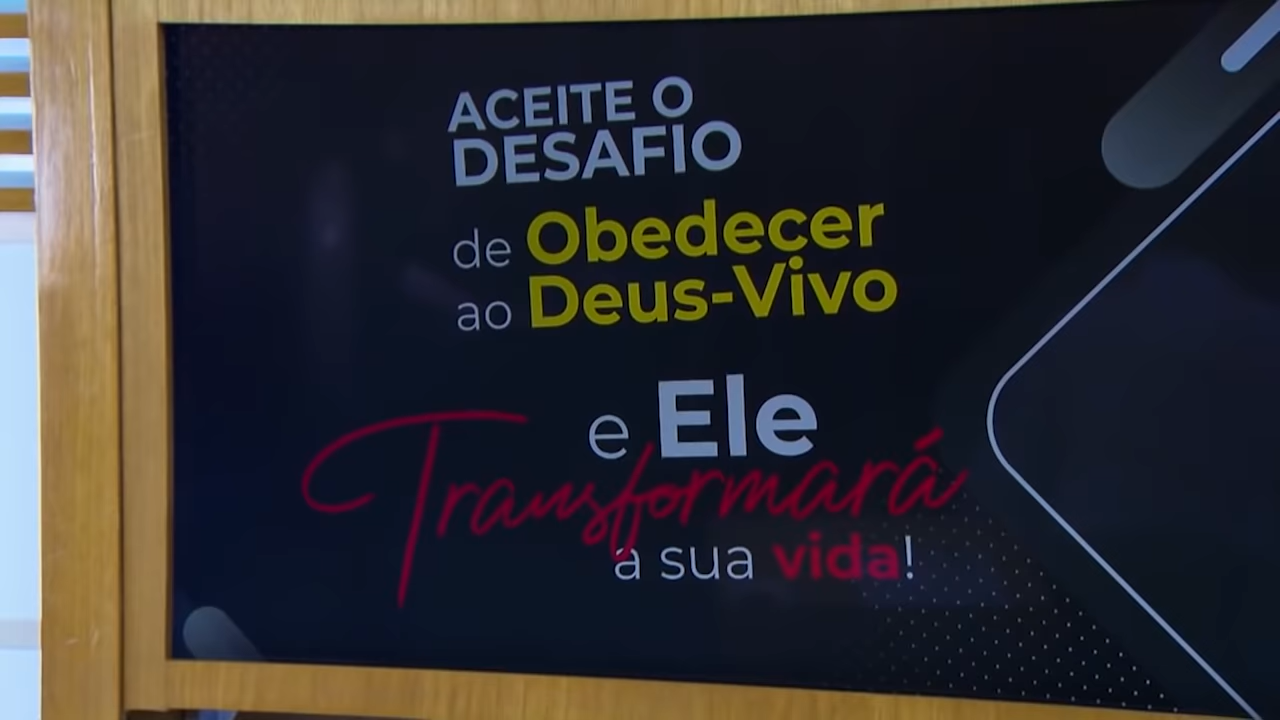 ACEITE O
DESAFIO
de Obedecer
ao Deus-Vivo
e Ele
Transformará
a sua vida!